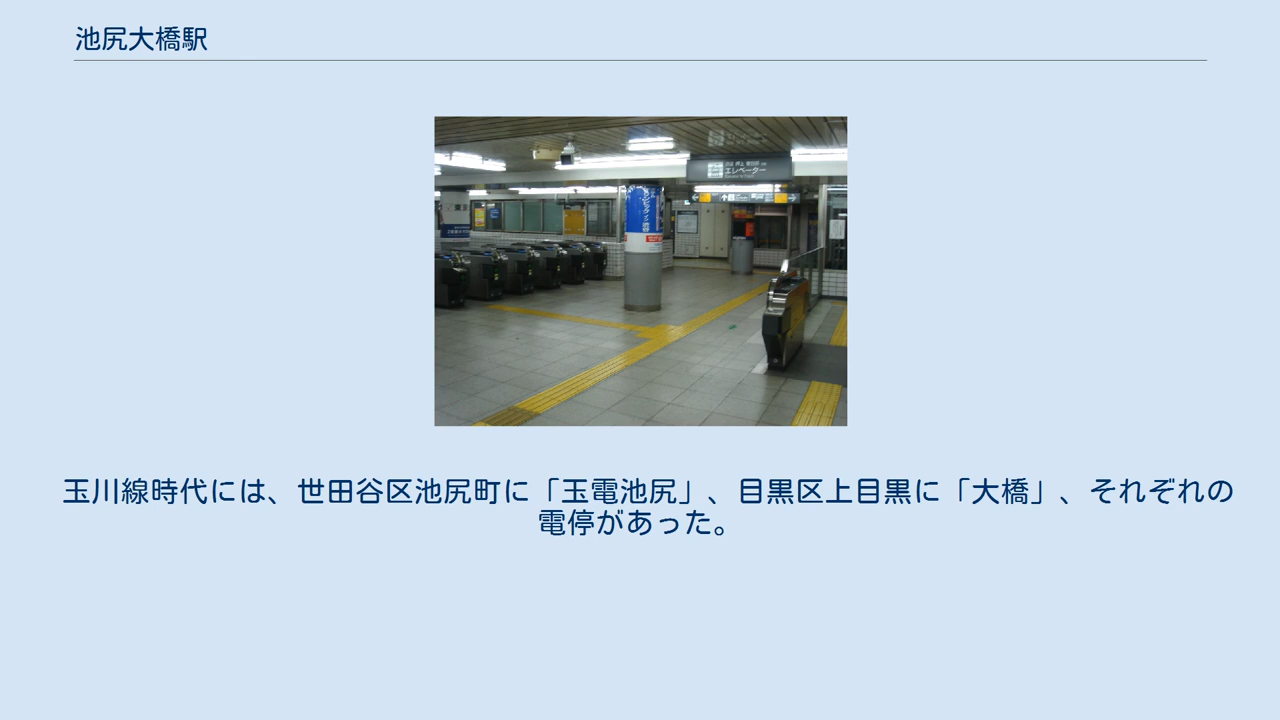 池尻大橋駅
エレベーター
玉川線時代には、世田谷区池尻町に「玉電池尻」、目黒区上目黒に「大橋」、それぞれの
電停があった。